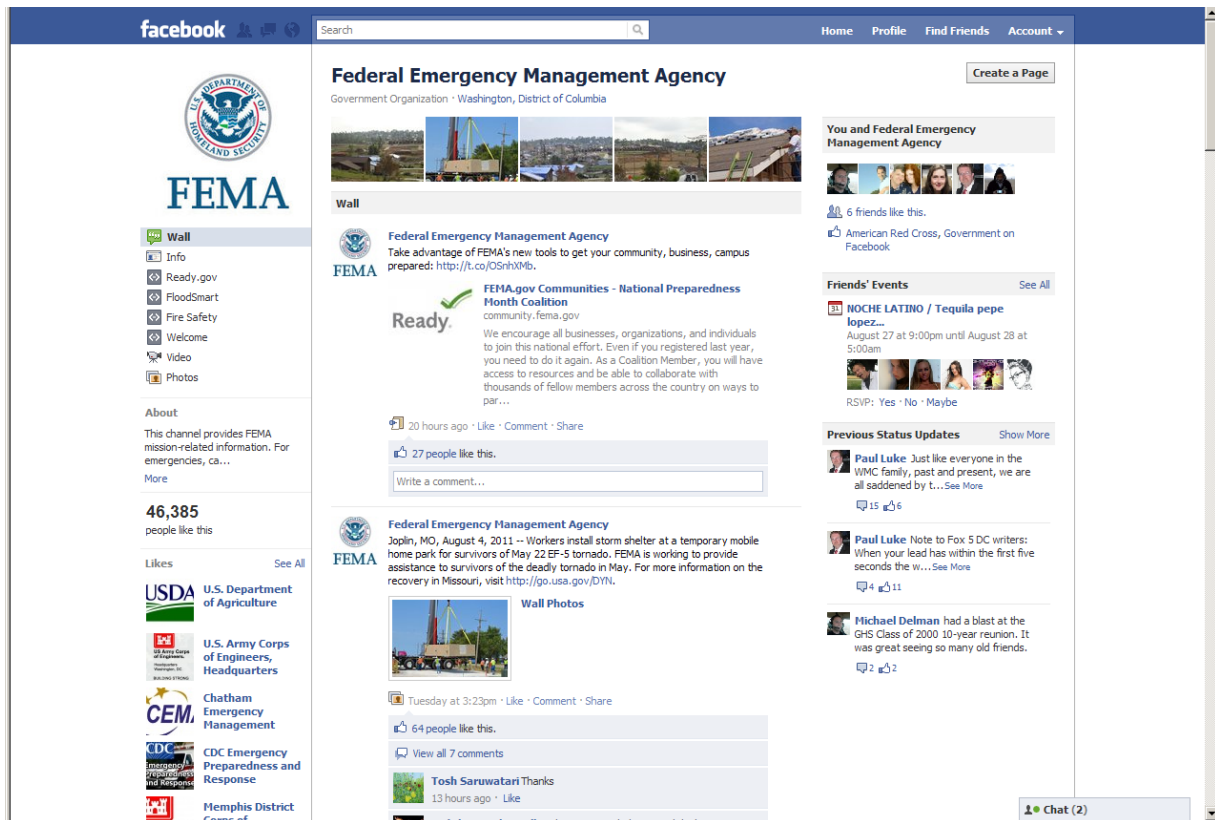 facebook
Search
Home Profile Find Friends Account
U.S. DEPARTMENT OF HOMELAND SECURITY
FEMA
Wall
Info
Ready.gov
FloodSmart
Fire Safety
Welcome
Video
Photos
About
This channel provides FEMA
mission-related information. For
emergencies, ca...
More
46,385
people like this
Likes See All
USDA
U.S. Department
of Agriculture
US Army Corps
of Engineers
BUILDING STRONG
U.S. Army Corps
of Engineers,
Headquarters
CEM
Chatham
Emergency
Management
CDC
Emergency
Preparedness
and Response
CDC Emergency
Preparedness and
Response
Memphis District
Corps of
Federal Emergency Management Agency
Government Organization · Washington, District of Columbia
Wall
FEMA
Federal Emergency Management Agency
Take advantage of FEMA's new tools to get your community, business, campus
prepared: http://t.co/OSnhXMb.
Ready.
FEMA.gov Communities - National Preparedness
Month Coalition
community.fema.gov
We encourage all businesses, organizations, and individuals
to join this national effort. Even if you registered last year,
you need to do it again. As a Coalition Member, you will have
access to resources and be able to collaborate with
thousands of fellow members across the country on ways to
par...
20 hours ago · Like · Comment · Share
27 people like this.
Write a comment...
FEMA
Federal Emergency Management Agency
Joplin, MO, August 4, 2011 -- Workers install storm shelter at a temporary mobile
home park for survivors of May 22 EF-5 tornado. FEMA is working to provide
assistance to survivors of the deadly tornado in May. For more information on the
recovery in Missouri, visit http://go.usa.gov/DYN.
Wall Photos
Tuesday at 3:23pm · Like · Comment · Share
64 people like this.
View all 7 comments
Tosh Saruwatari Thanks
13 hours ago · Like
Create a Page
You and Federal Emergency
Management Agency
6 friends like this.
American Red Cross, Government on
Facebook
Friends' Events See All
31
NOCHE LATINO / Tequila pepe
lopez...
August 27 at 9:00pm until August 28 at
5:00am
RSVP: Yes · No · Maybe
Previous Status Updates Show More
Paul Luke Just like everyone in the
WMC family, past and present, we are
all saddened by t...See More
15 6
Paul Luke Note to Fox 5 DC writers:
When your lead has within the first five
seconds the w...See More
4 11
Michael Delman had a blast at the
GHS Class of 2000 10-year reunion. It
was great seeing so many old friends.
2 2
Chat (2)